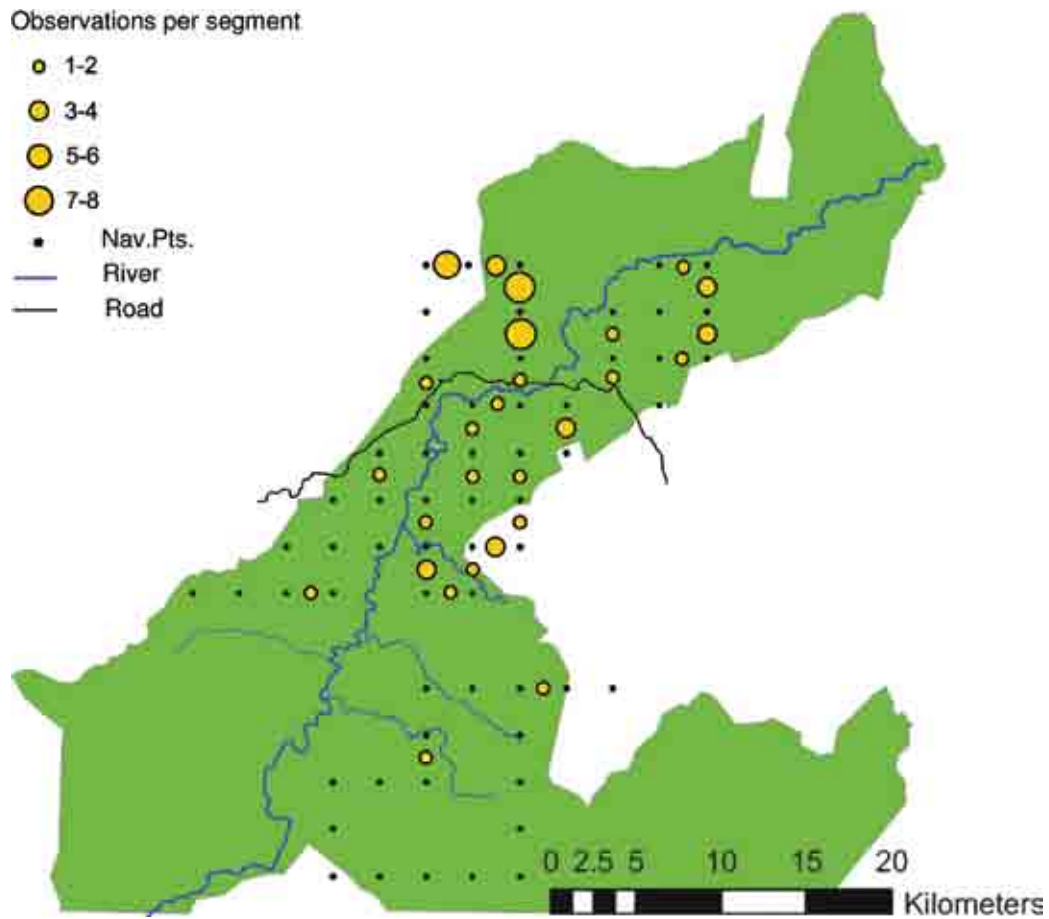 Observations per segment
1-2
3-4
5-6
7-8
Nav.Pts.
River
Road
0 2.5 5 10 15 20
Kilometers